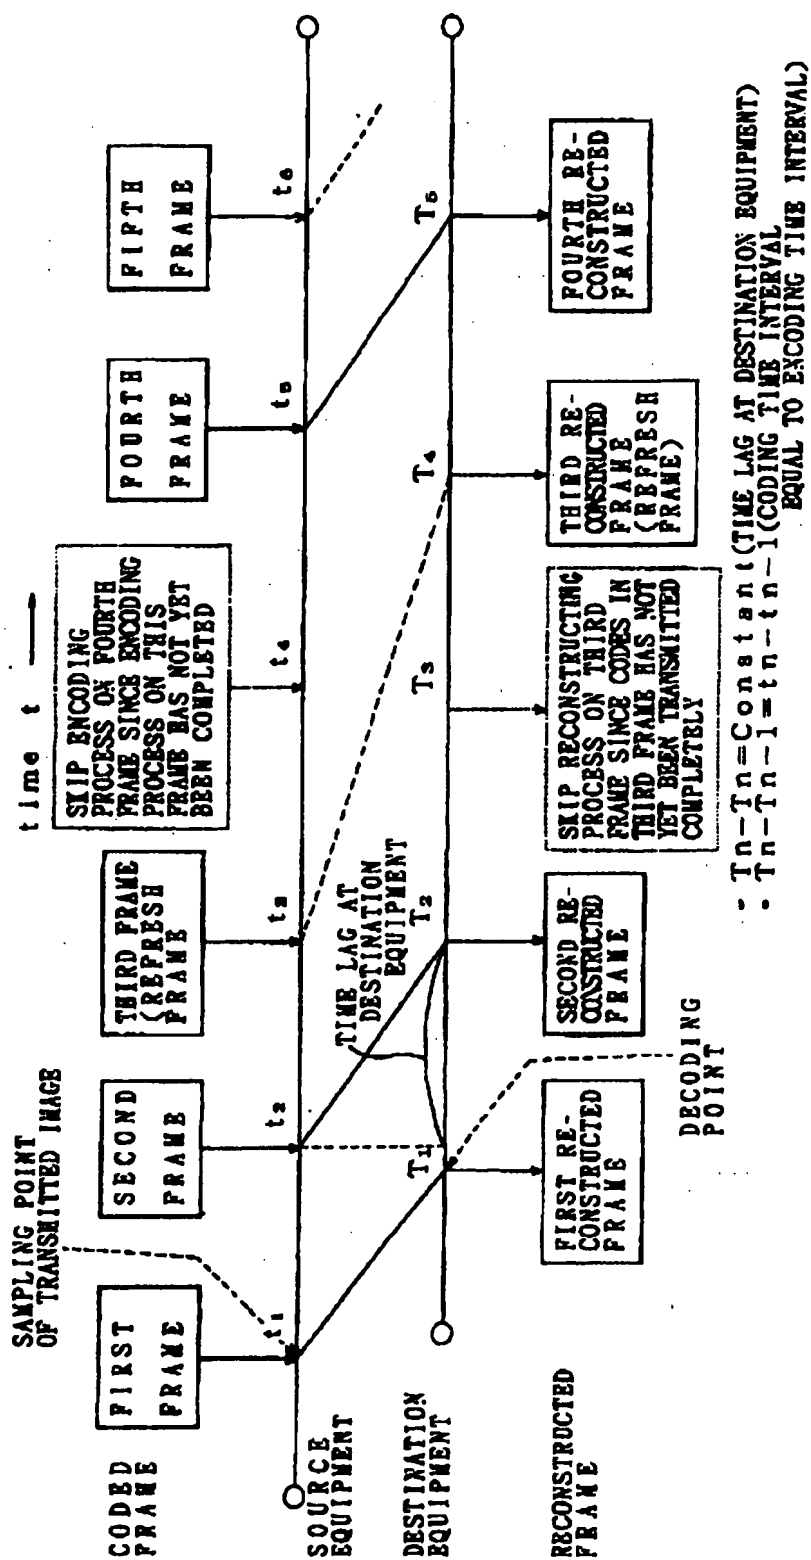 time t
SAMPLING POINT
OF TRANSMITTED IMAGE
CODED
FRAME
FIRST
FRAME
SECOND
FRAME
THIRD FRAME
(REFRESH
FRAME
SKIP ENCODING
PROCESS ON FOURTH
FRAME SINCE ENCODING
PROCESS ON THIS
FRAME HAS NOT YET
BEEN COMPLETED
FOURTH
FRAME
FIFTH
FRAME
t1
t2
t3
t4
t5
t6
SOURCE
EQUIPMENT
TIME LAG AT
DESTINATION
EQUIPMENT
DESTINATION
EQUIPMENT
T1
T2
T3
T4
T5
RECONSTRUCTED
FRAME
FIRST RE-
CONSTRUCTED
FRAME
SECOND RE-
CONSTRUCTED
FRAME
SKIP RECONSTRUCTING
PROCESS ON THIRD
FRAME SINCE CODES IN
THIRD FRAME HAS NOT
YET BEEN TRANSMITTED
COMPLETELY
THIRD RE-
CONSTRUCTED
FRAME
(REFRESH
FRAME)
FOURTH RE-
CONSTRUCTED
FRAME
DECODING
POINT
- Tn-Tn=Constant(TIME LAG AT DESTINATION EQUIPMENT)
- Tn-Tn-1=tn-tn-1(CODING TIME INTERVAL
EQUAL TO ENCODING TIME INTERVAL)